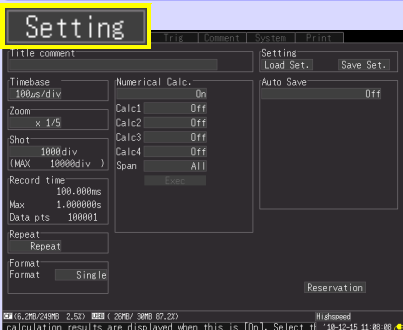 Setting
Trig Comment System Print
Title comment
Setting
Load Set. Save Set.
Timebase
100us/div
Zoom
x 1/5
Shot
1000div
(MAX 10000div )
Record time
100.000ms
Max 1.000000s
Data pts 100001
Repeat
Repeat
Format
Format Single
Numerical Calc.
On
Calc1 Off
Calc2 Off
Calc3 Off
Calc4 Off
Span All
Exec
Auto Save
Off
Reservation
CF (6.2MB/249MB 2.5%) USB ( 26MB/ 30MB 87.2%) Highspeed
calculation results are displayed when this is [On]. Select t '10-12-15 11:08:08